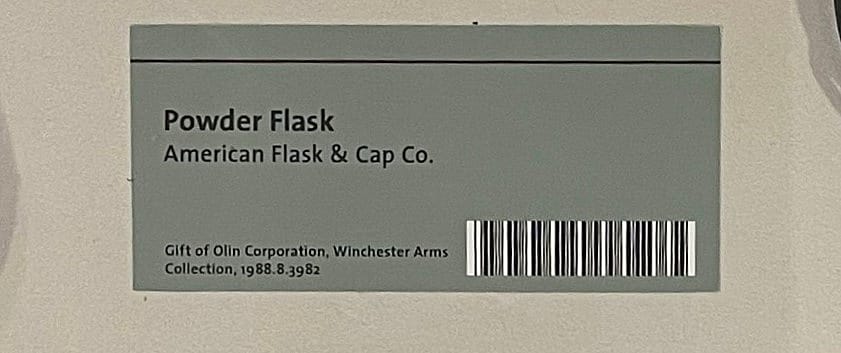 Powder Flask
American Flask & Cap Co.
Gift of Olin Corporation, Winchester Arms
Collection, 1988.8.3982